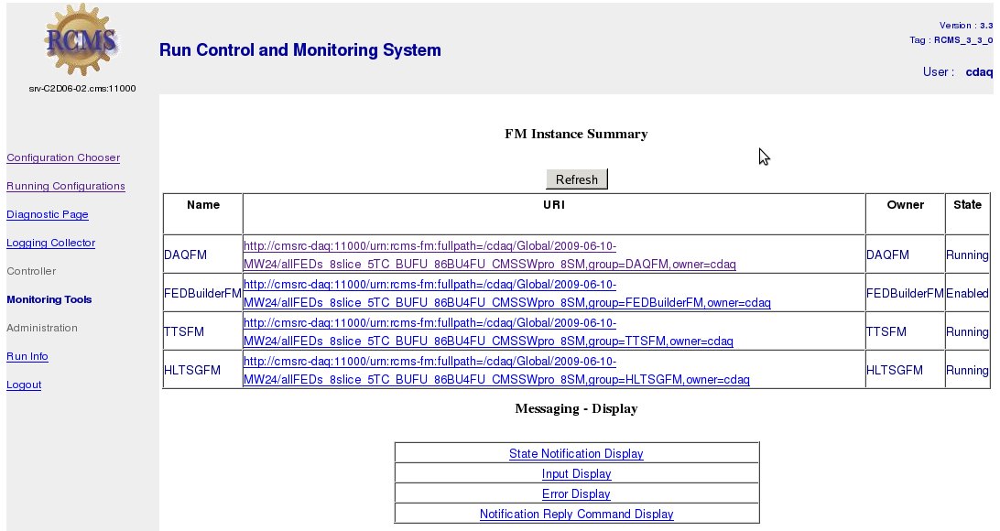 RCMS
srv-C2D06-02.cms:11000
Run Control and Monitoring System
Version : 3.3
Tag : RCMS_3_3_0
User : cdaq
Configuration Chooser
Running Configurations
Diagnostic Page
Logging Collector
Controller
Monitoring Tools
Administration
Run Info
Logout
FM Instance Summary
Refresh
Name URI Owner State
DAQFM http://cmsrc-daq:11000/urn:rcms-fm:fullpath=/cdaq/Global/2009-06-10-
MW24/allFEDs_8slice_5TC_BUFU_86BU4FU_CMSSWpro_8SM,group=DAQFM,owner=cdaq DAQFM Running
FEDBuilderFM http://cmsrc-daq:11000/urn:rcms-fm:fullpath=/cdaq/Global/2009-06-10-
MW24/allFEDs_8slice_5TC_BUFU_86BU4FU_CMSSWpro_8SM,group=FEDBuilderFM,owner=cdaq FEDBuilderFM Enabled
TTSFM http://cmsrc-daq:11000/urn:rcms-fm:fullpath=/cdaq/Global/2009-06-10-
MW24/allFEDs_8slice_5TC_BUFU_86BU4FU_CMSSWpro_8SM,group=TTSFM,owner=cdaq TTSFM Running
HLTSGFM http://cmsrc-daq:11000/urn:rcms-fm:fullpath=/cdaq/Global/2009-06-10-
MW24/allFEDs_8slice_5TC_BUFU_86BU4FU_CMSSWpro_8SM,group=HLTSGFM,owner=cdaq HLTSGFM Running
Messaging - Display
State Notification Display
Input Display
Error Display
Notification Reply Command Display